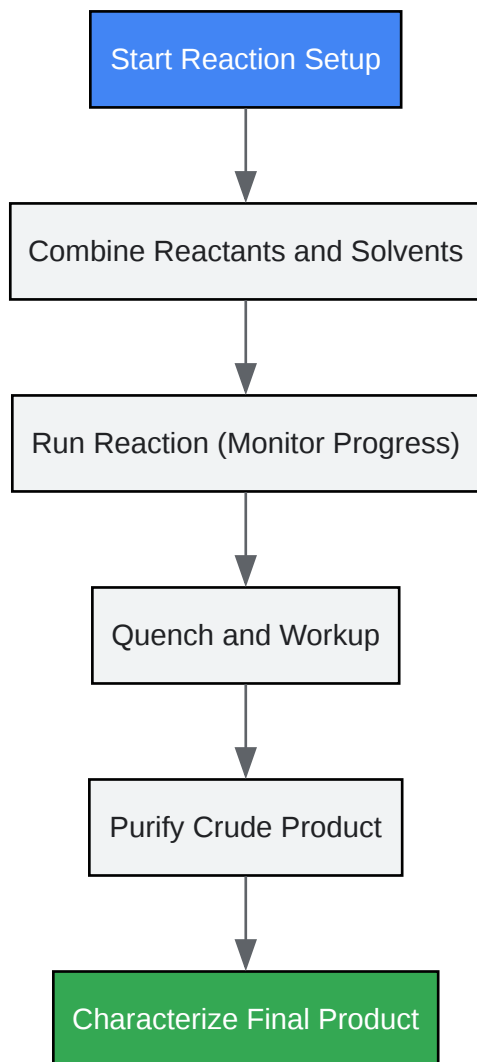 Start Reaction Setup
Combine Reactants and Solvents
Run Reaction (Monitor Progress)
Quench and Workup
Purify Crude Product
Characterize Final Product